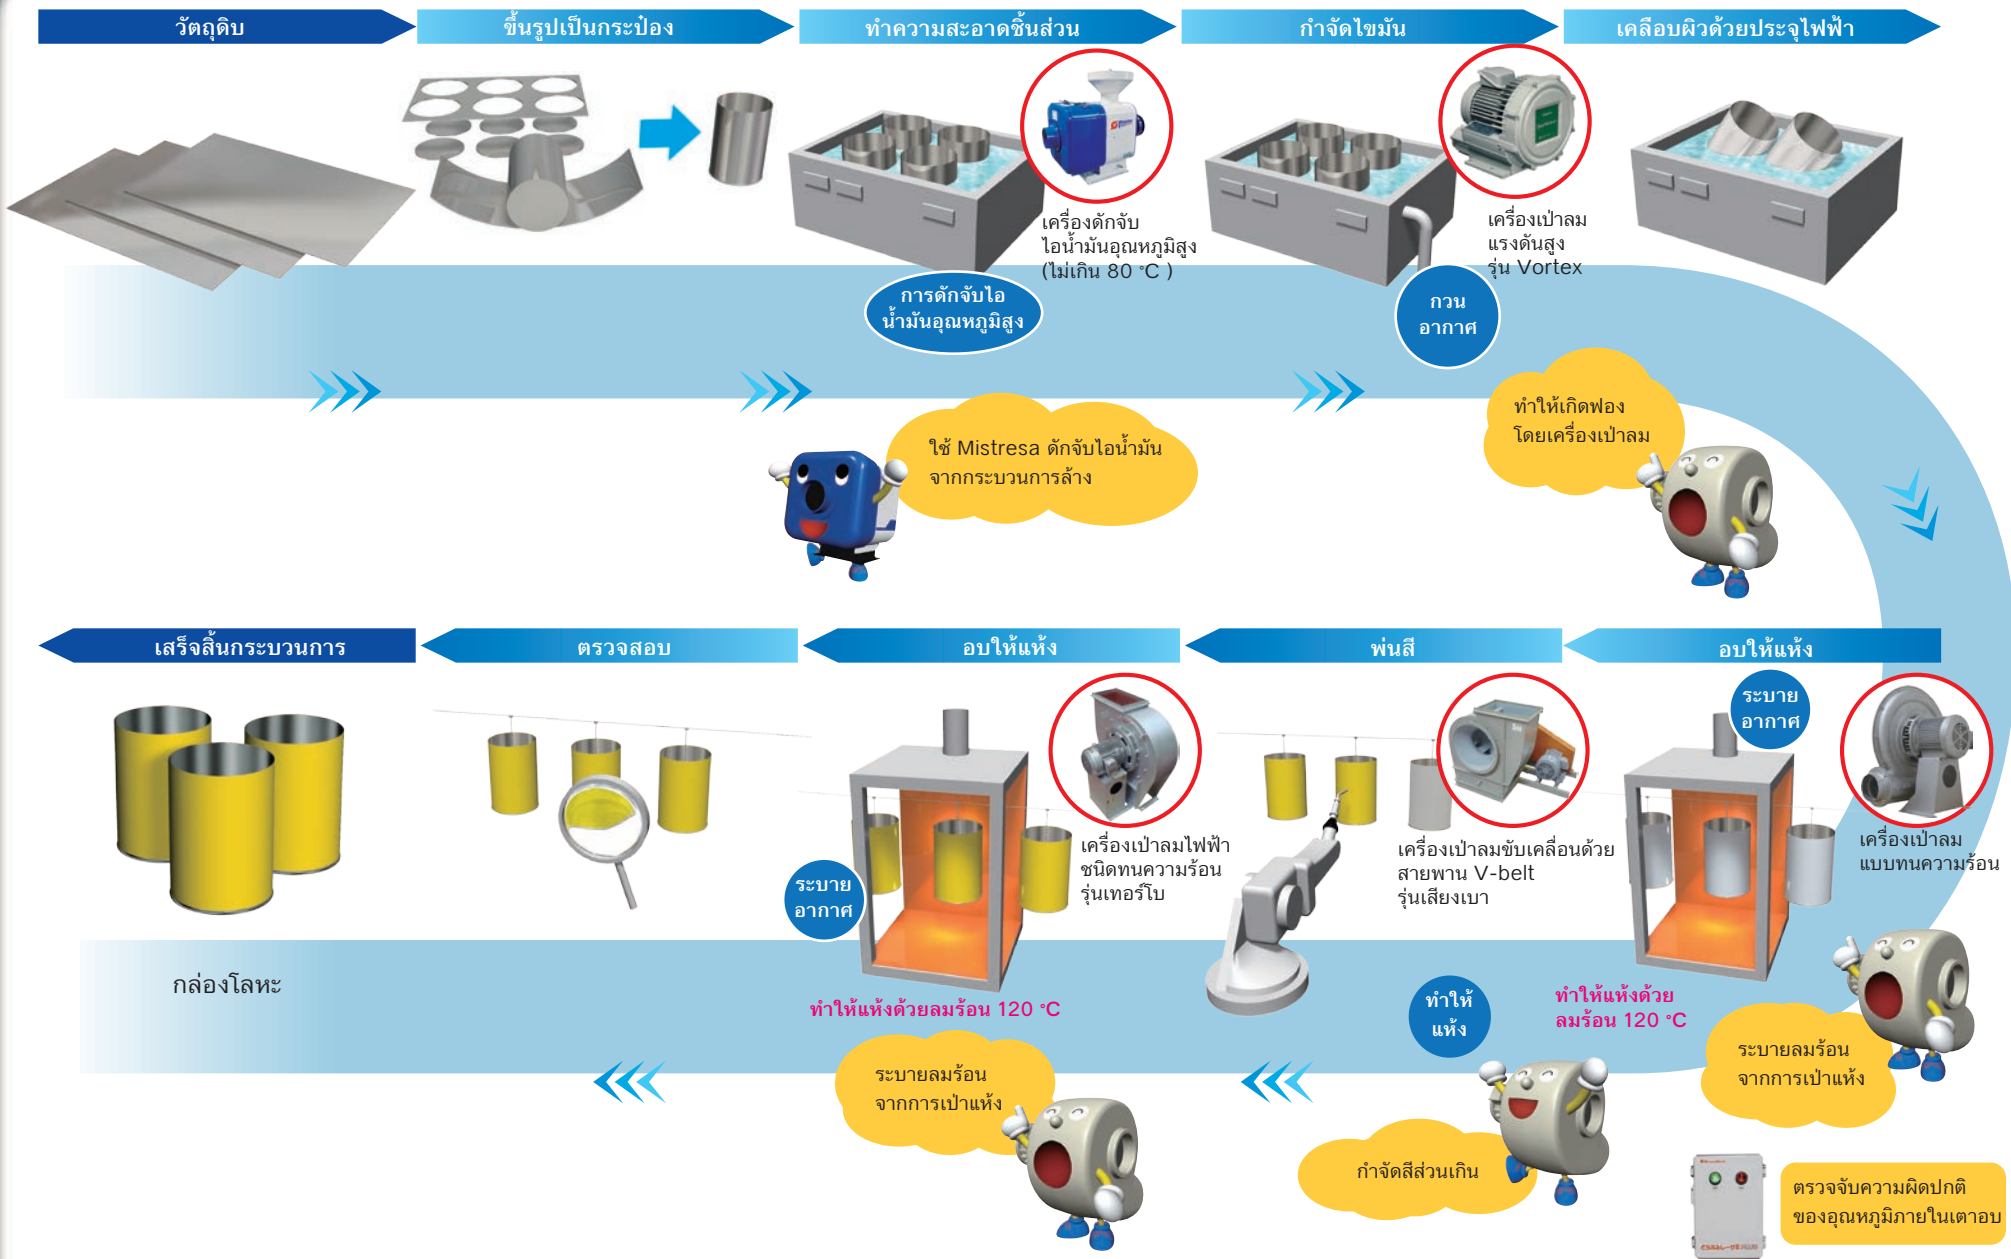 วัตถุดิบ
ขึ้นรูปเป็นกระป๋อง
ทำความสะอาดชิ้นส่วน
กำจัดไขมัน
เคลือบผิวด้วยประจุไฟฟ้า
เครื่องดักจับ
ไอน้ำมันอุณหภูมิสูง
(ไม่เกิน 80 °C )
เครื่องเป่าลม
แรงดันสูง
รุ่น Vortex
การดักจับไอ
น้ำมันอุณหภูมิสูง
กวน
อากาศ
ใช้ Mistresa ดักจับไอน้ำมัน
จากกระบวนการล้าง
ทำให้เกิดฟอง
โดยเครื่องเป่าลม
เสร็จสิ้นกระบวนการ
ตรวจสอบ
อบให้แห้ง
พ่นสี
อบให้แห้ง
ระบาย
อากาศ
เครื่องเป่าลมไฟฟ้า
ชนิดทนความร้อน
รุ่นเทอร์โบ
เครื่องเป่าลมขับเคลื่อนด้วย
สายพาน V-belt
รุ่นเสียงเบา
เครื่องเป่าลม
แบบทนความร้อน
ระบาย
อากาศ
กล่องโลหะ
ทำให้แห้งด้วยลมร้อน 120 °C
ทำให้
แห้ง
ทำให้แห้งด้วย
ลมร้อน 120 °C
ระบายลมร้อน
จากการเป่าแห้ง
ระบายลมร้อน
จากการเป่าแห้ง
กำจัดสีส่วนเกิน
ตรวจจับความผิดปกติ
ของอุณหภูมิภายในเตาอบ